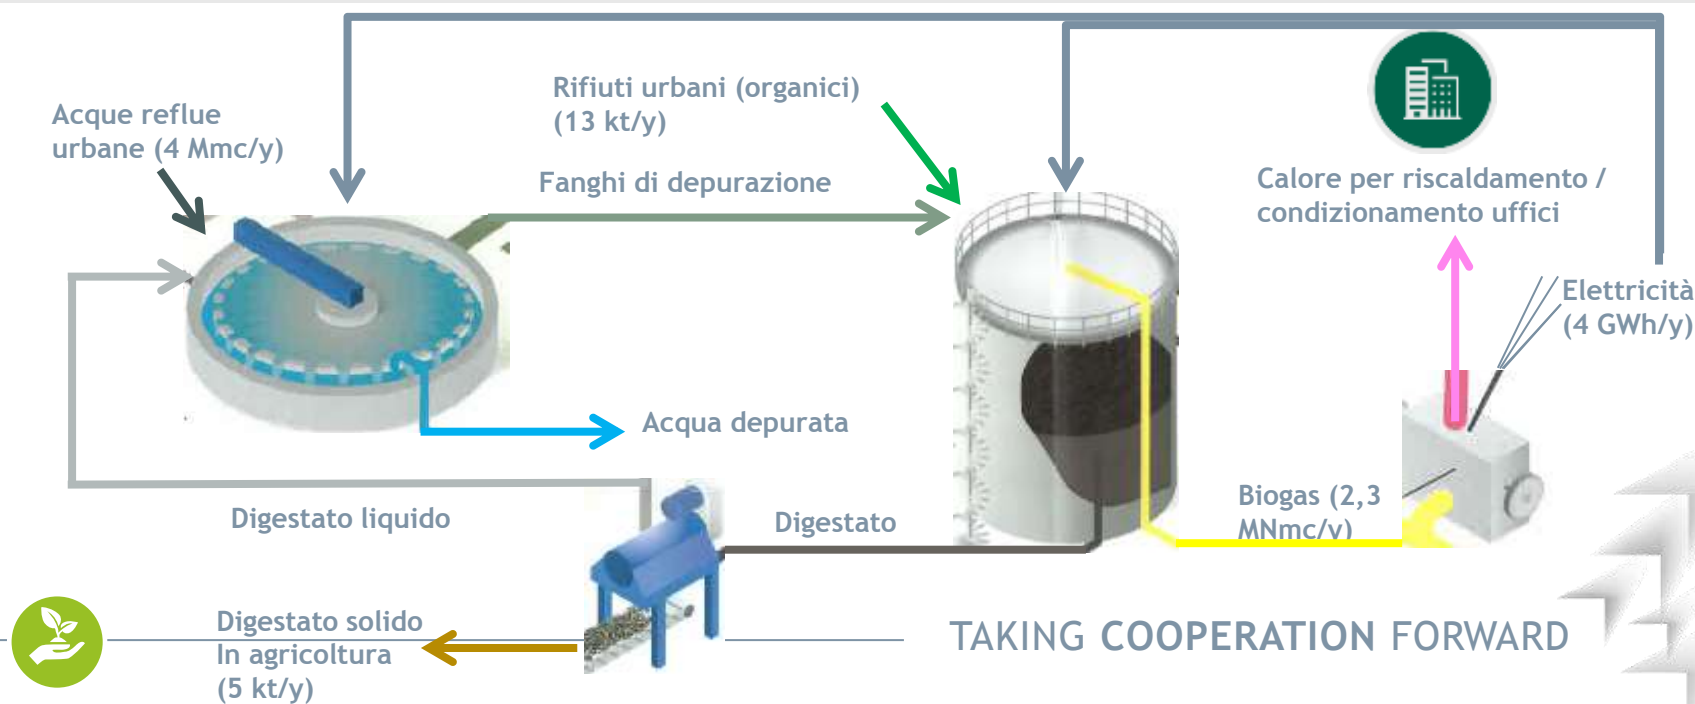 Acque reflue
urbane (4 Mmc/y)
Rifiuti urbani (organici)
(13 kt/y)
Fanghi di depurazione
Calore per riscaldamento /
condizionamento uffici
Elettricità
(4 GWh/y)
Acqua depurata
Digestato liquido
Digestato
Biogas (2,3
MNmc/y)
Digestato solido
In agricoltura
(5 kt/y)
TAKING COOPERATION FORWARD